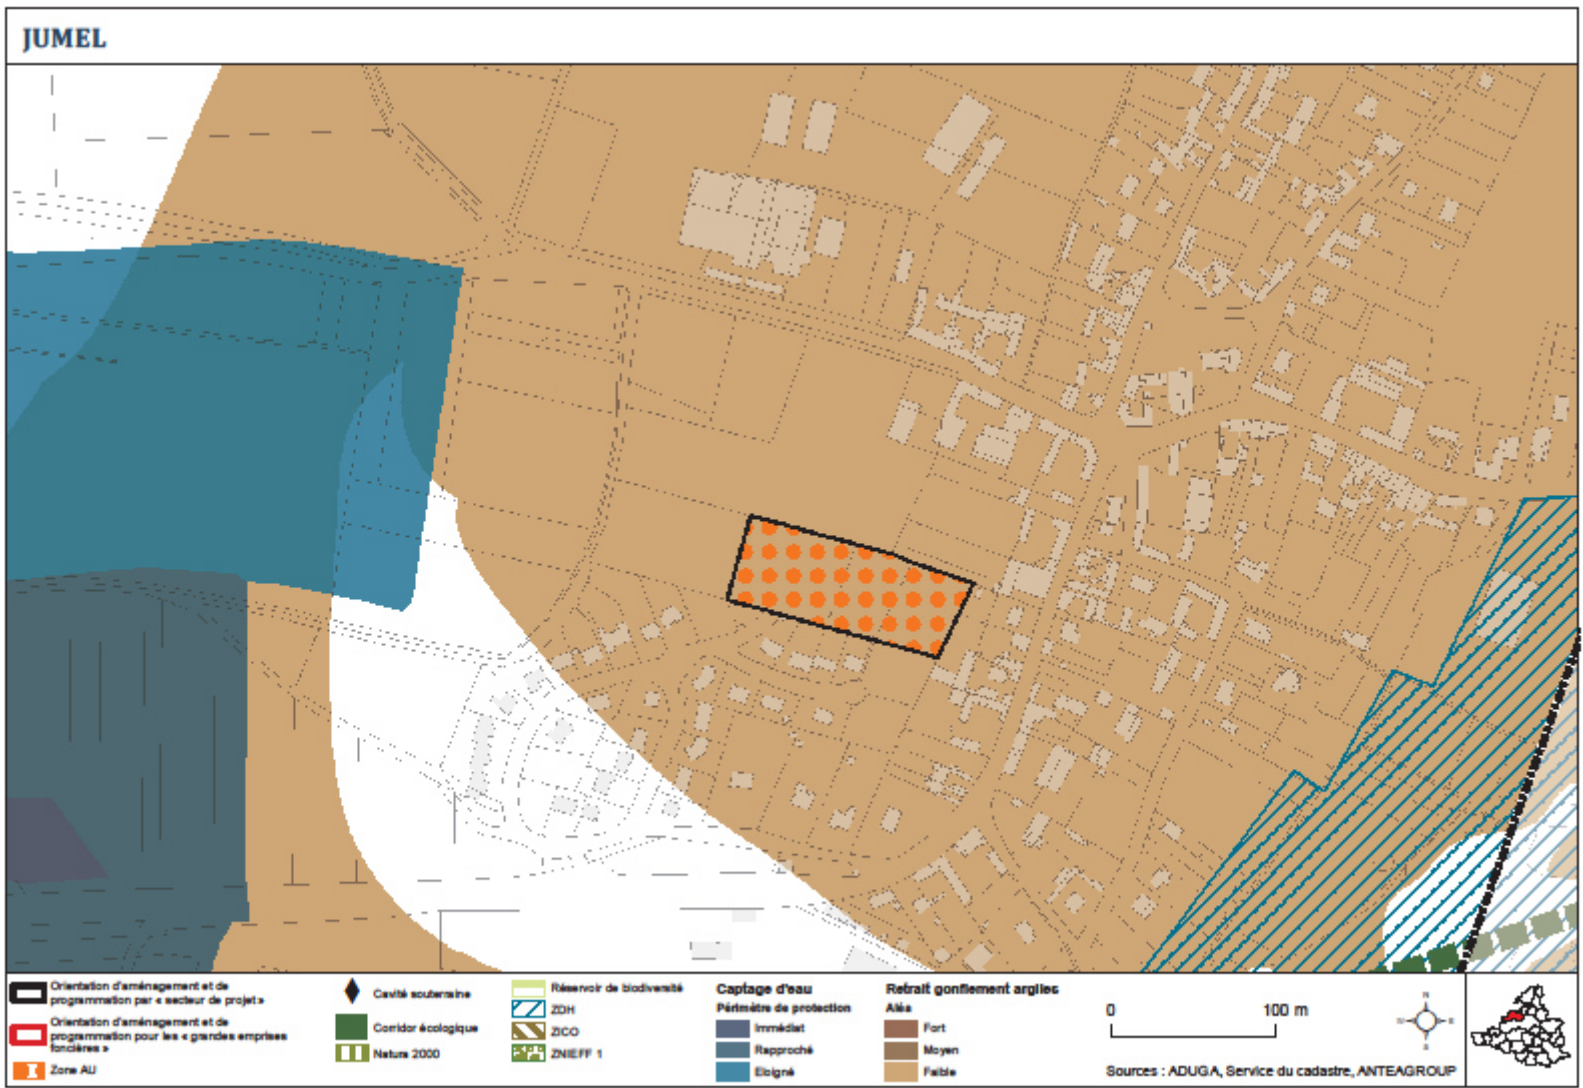 JUMEL
Orientation d'aménagement et de
programmation par « secteur de projet »
Orientation d'aménagement et de
programmation pour les « grandes emprises
foncières »
Zone AU
Cavité souterraine
Corridor écologique
Natura 2000
Réservoir de biodiversité
ZDH
ZICO
ZNIEFF 1
Captage d'eau
Périmètre de protection
Immédiat
Rapproché
Eloigné
Retrait gonflement argiles
Aléa
Fort
Moyen
Faible
0 100 m
N
Sources : ADUGA, Service du cadastre, ANTEAGROUP